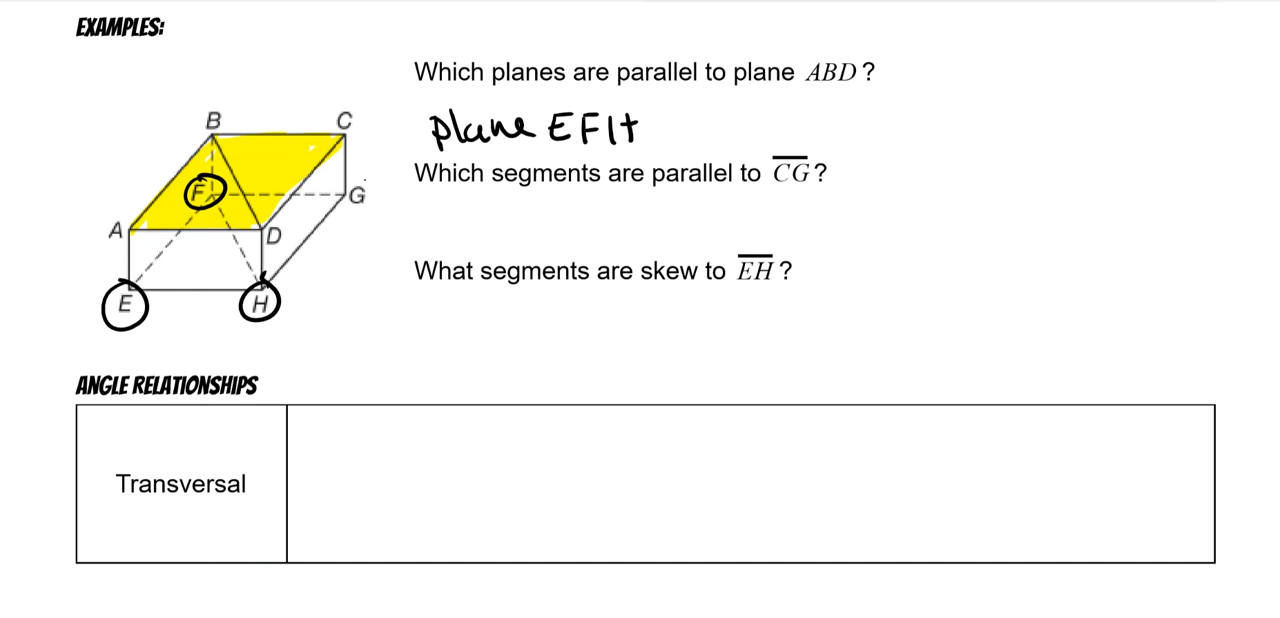 EXAMPLES:
Which planes are parallel to plane ABD?
B
C
plane EFH
Which segments are parallel to CG?
F
G
A
D
What segments are skew to EH?
E
H
ANGLE RELATIONSHIPS
Transversal